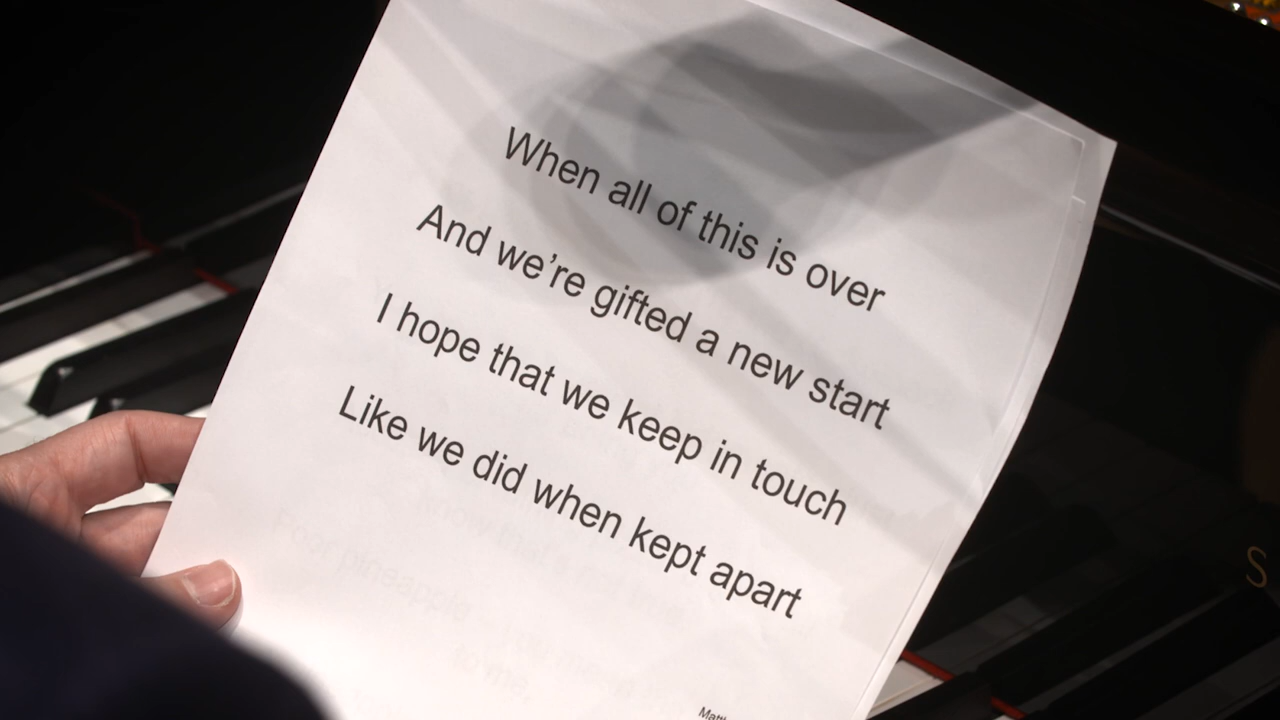 When all of this is over
And we're gifted a new start
I hope that we keep in touch
Like we did when kept apart